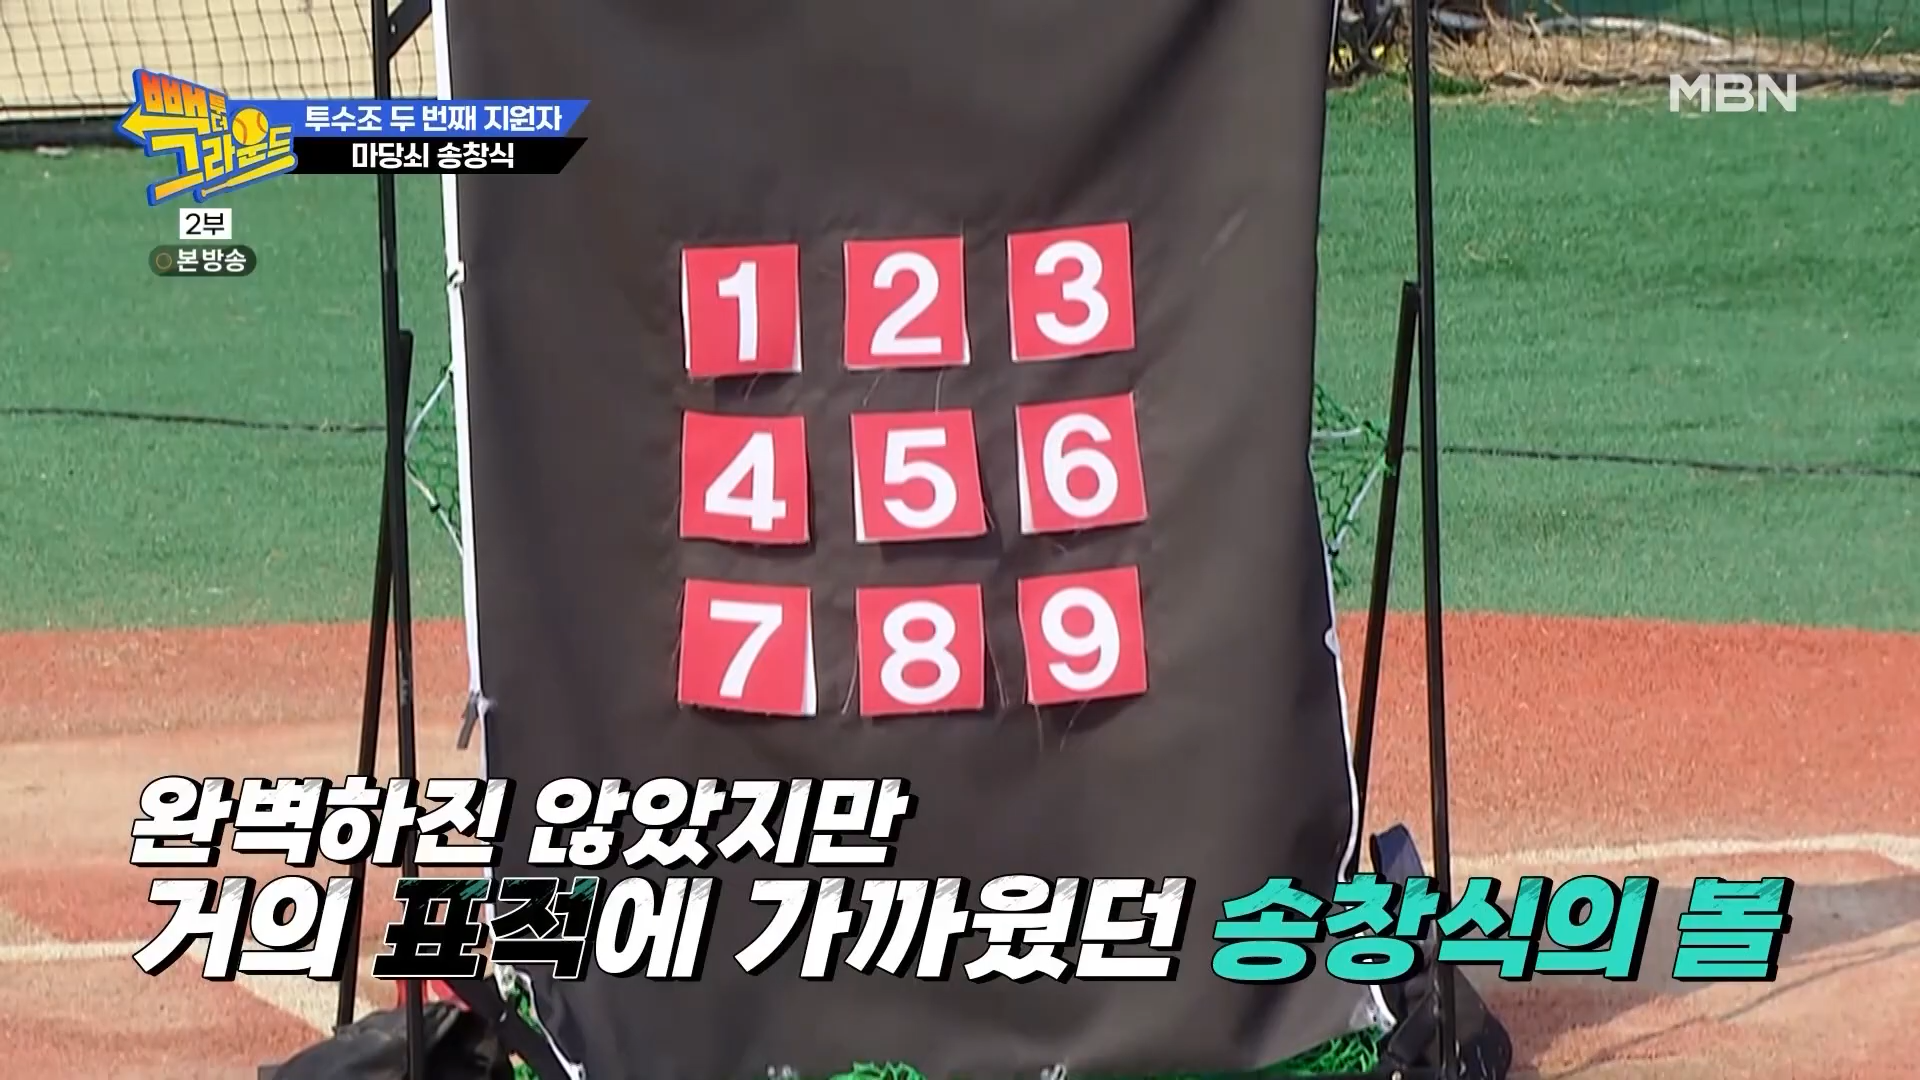 빽투더그라운드
투수조 두 번째 지원자
마당쇠 송창식
2부
본방송
MBN
1 2 3
4 5 6
7 8 9
완벽하진 않았지만
거의 표적에 가까웠던 송창식의 볼